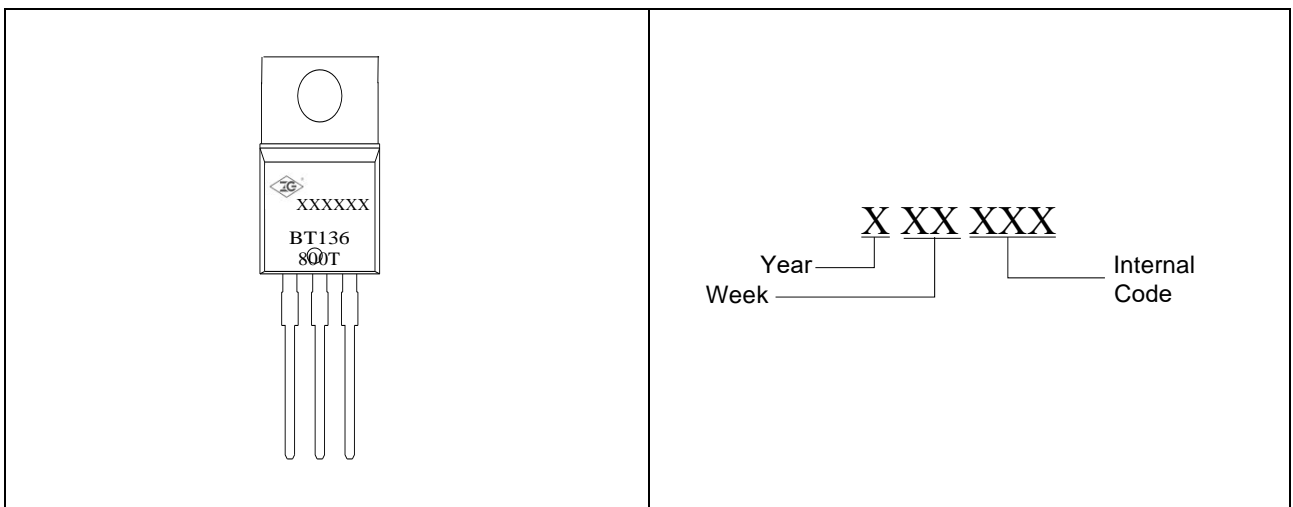 XXXXXX
BT136
800T
X XX XXX
Year
Week
Internal
Code